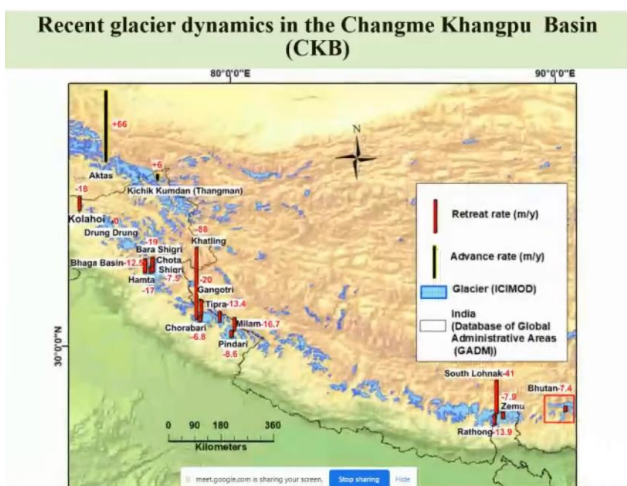 Recent glacier dynamics in the Changme Khangpu Basin
(CKB)
80°0'0"E
90°0'0"E
+66
N
+6
Aktas
Kichik Kumdan (Thangman)
-18
Kolahoi
0
Drung Drung
-88
Khatling
-19
Bara Shigri
Chota
Shigri
Bhaga Basin-12.5
-7.5
Hamta
-17
-20
Gangotri
Tipra-13.4
Chorabari
-6.8
Milam-16.7
Pindari
-8.6
30°0'0"N
Retreat rate (m/y)
Advance rate (m/y)
Glacier (ICIMOD)
India
(Database of Global
Administrative Areas
(GADM))
South Lohnak-41
Bhutan-7.4
-7.9
Zemu
Rathong-13.9
0 90 180 360
Kilometers
meet.google.com is sharing your screen.
Stop sharing
Hide